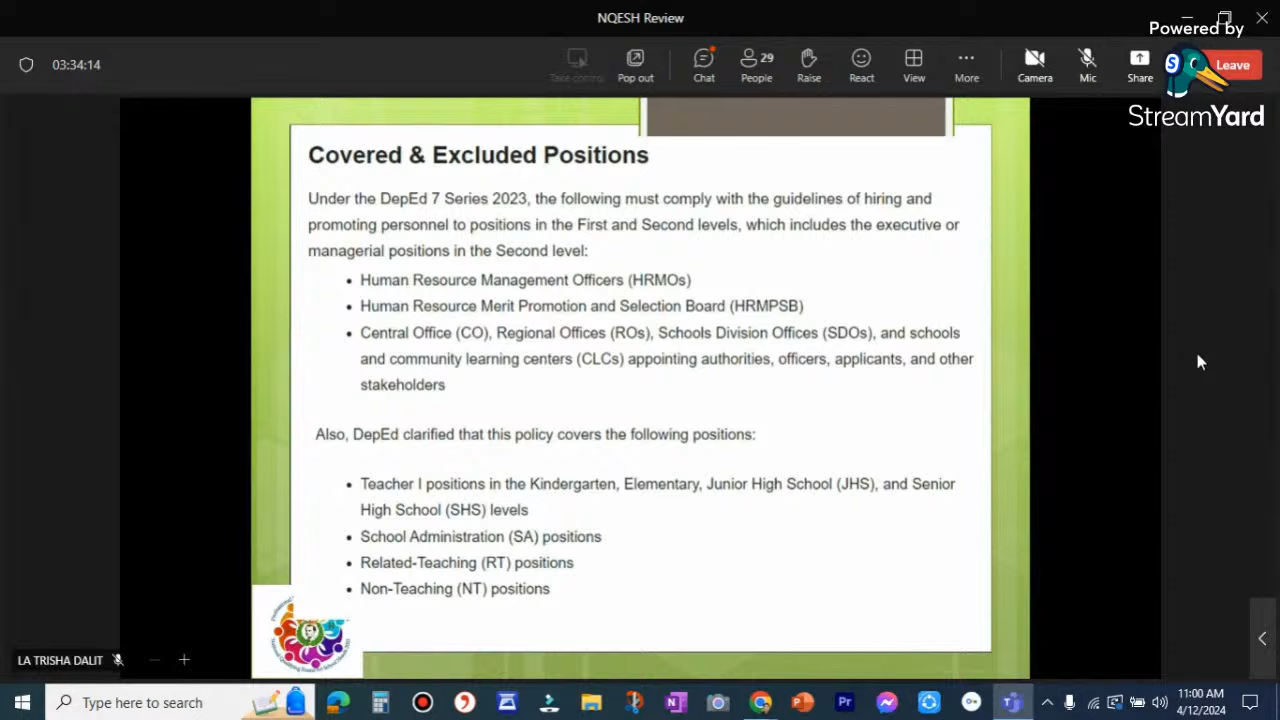 NQESH Review
Powered by
StreamYard
03:34:14
Take control
Pop out
Chat
29
People
Raise
React
View
More
Camera
Mic
Share
Leave
Covered & Excluded Positions
Under the DepEd 7 Series 2023, the following must comply with the guidelines of hiring and
promoting personnel to positions in the First and Second levels, which includes the executive or
managerial positions in the Second level:
• Human Resource Management Officers (HRMOs)
• Human Resource Merit Promotion and Selection Board (HRMPSB)
• Central Office (CO), Regional Offices (ROs), Schools Division Offices (SDOs), and schools
and community learning centers (CLCs) appointing authorities, officers, applicants, and other
stakeholders
Also, DepEd clarified that this policy covers the following positions:
• Teacher I positions in the Kindergarten, Elementary, Junior High School (JHS), and Senior
High School (SHS) levels
• School Administration (SA) positions
• Related-Teaching (RT) positions
• Non-Teaching (NT) positions
LA TRISHA DALIT
Type here to search
11:00 AM
4/12/2024